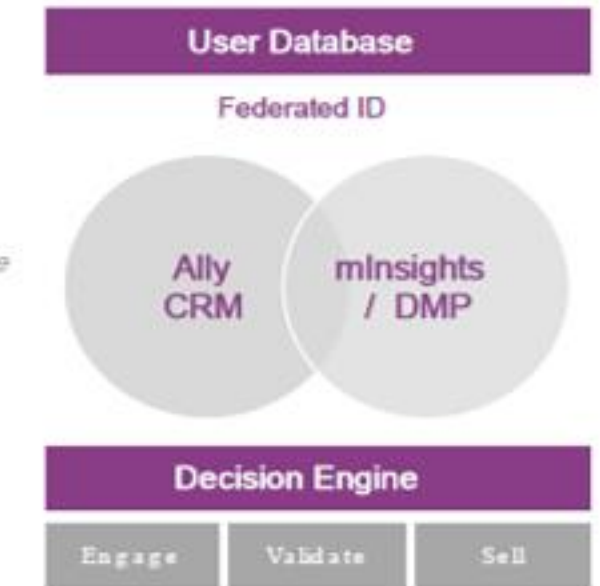 User Database
Federated ID
Ally
CRM
mInsights
/ DMP
Decision Engine
Engage
Validate
Sell